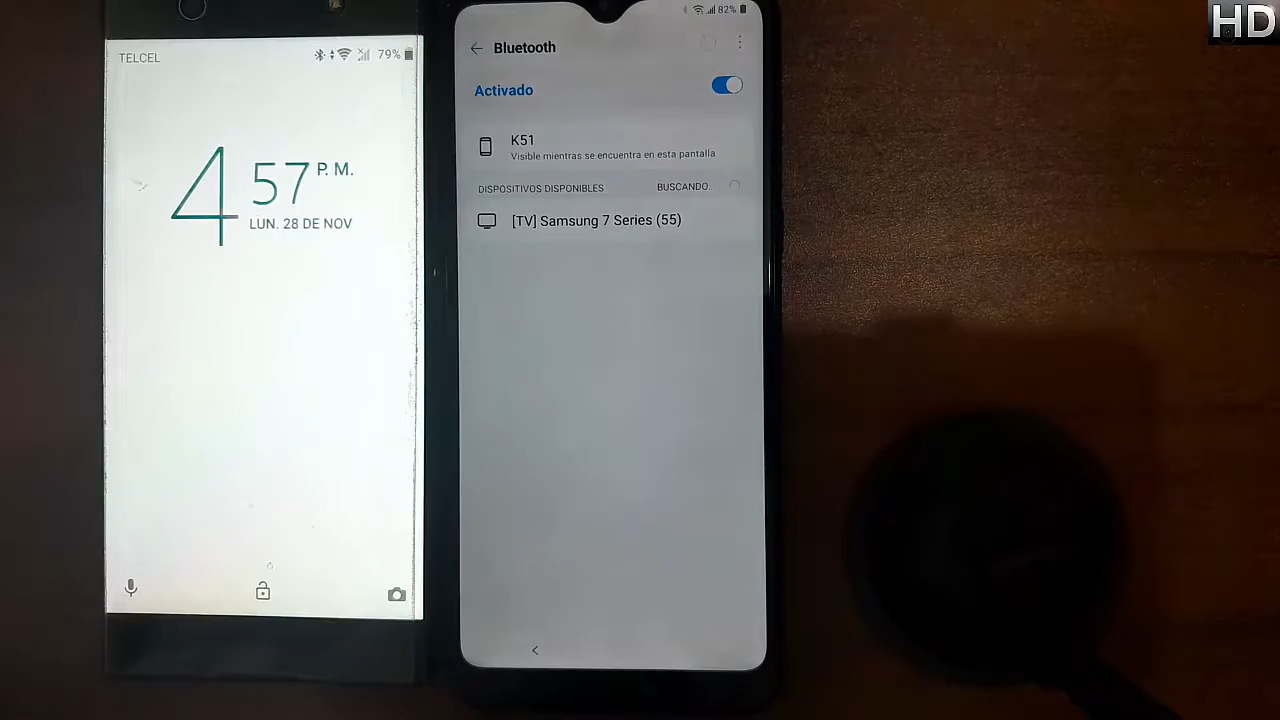 TELCEL
79%
4 57 P. M.
LUN. 28 DE NOV
82%
Bluetooth
Activado
K51
Visible mientras se encuentra en esta pantalla
DISPOSITIVOS DISPONIBLES BUSCANDO..
[TV] Samsung 7 Series (55)
HD